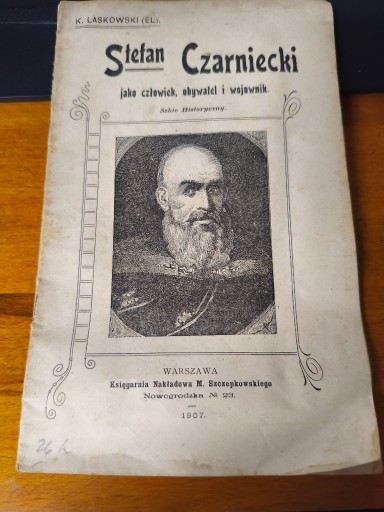 K. LASKOWSKI (EL).
Stefan Czarniecki
jako człowiek, obywatel i wojownik.
Szkic Historyczny.
WARSZAWA
Księgarnia Nakładowa M. Szczepkowskiego
Nowogrodzka № 23.
1907.